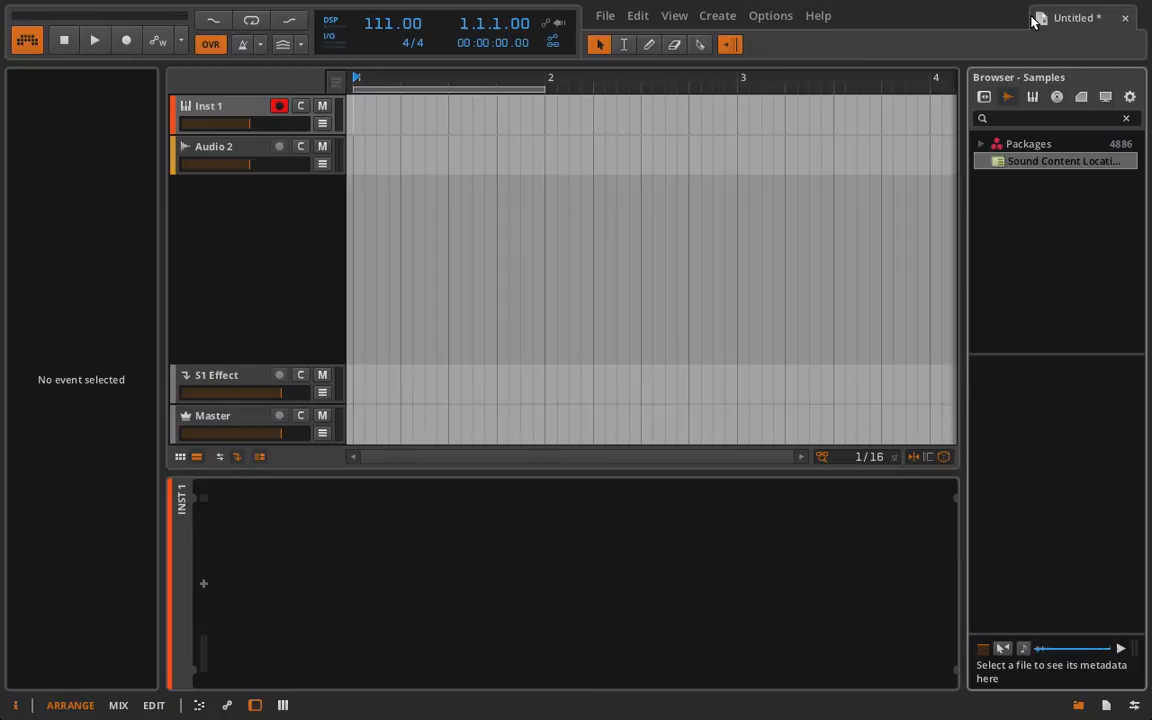 OVR
DSP
I/O
111.00
4/4
1.1.1.00
00:00:00.00
File Edit View Create Options Help
Untitled *
2 3 4
Inst 1
C M
Audio 2
C M
S1 Effect
C M
Master
C M
1/16
No event selected
INST 1
Browser - Samples
Packages 4886
Sound Content Locati...
Select a file to see its metadata
here
i ARRANGE MIX EDIT